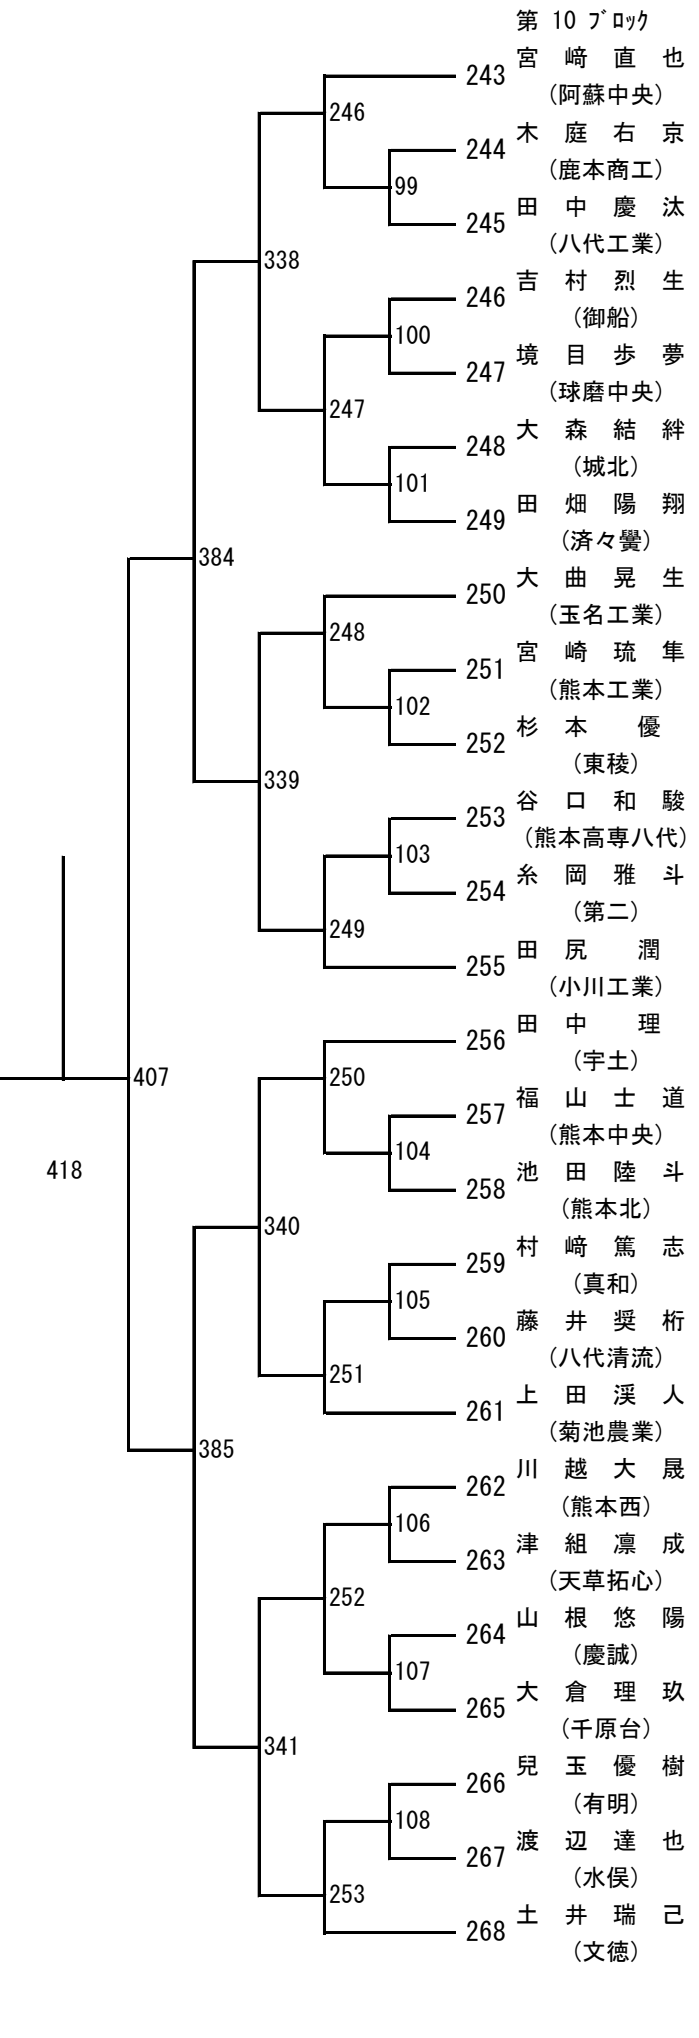 第 10 ブロック
243 宮﨑直也
(阿蘇中央)
246
244 木庭右京
(鹿本商工)
99
245 田中慶汰
(八代工業)
338
246 吉村烈生
(御船)
100
247 境目歩夢
(球磨中央)
247
248 大森結絆
(城北)
101
249 田畑陽翔
(済々黌)
384
250 大曲晃生
(玉名工業)
248
251 宮崎琉隼
(熊本工業)
102
252 杉本優
(東稜)
339
253 谷口和駿
(熊本高専八代)
103
254 糸岡雅斗
(第二)
249
255 田尻潤
(小川工業)
256 田中理
(宇土)
407
250
257 福山士道
(熊本中央)
104
418
258 池田陸斗
(熊本北)
340
259 村﨑篤志
(真和)
105
260 藤井奨桁
(八代清流)
251
261 上田渓人
(菊池農業)
385
262 川越大晟
(熊本西)
106
263 津組凛成
(天草拓心)
252
264 山根悠陽
(慶誠)
107
265 大倉理玖
(千原台)
341
266 兒玉優樹
(有明)
108
267 渡辺達也
(水俣)
253
268 土井瑞己
(文徳)